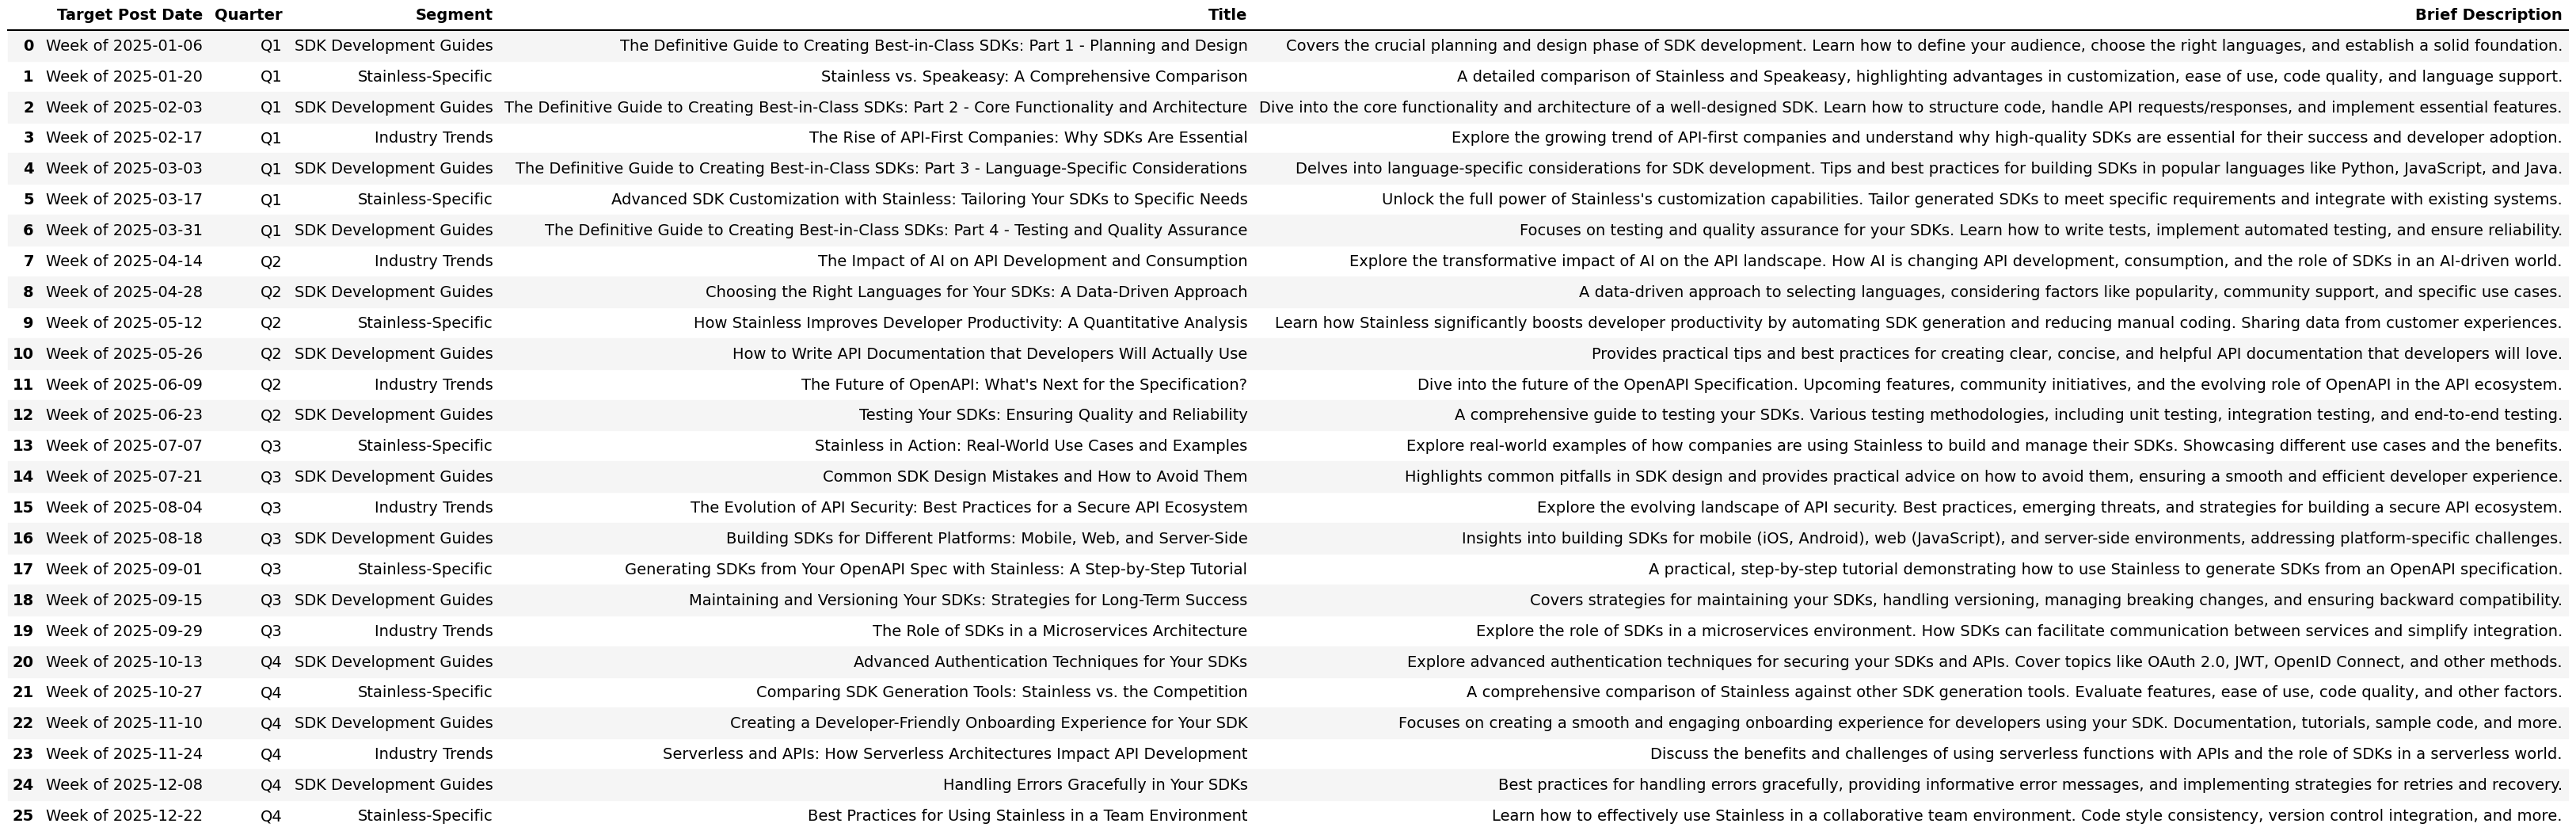 Target Post Date Quarter Segment Title Brief Description
0 Week of 2025-01-06 Q1 SDK Development Guides The Definitive Guide to Creating Best-in-Class SDKs: Part 1 - Planning and Design Covers the crucial planning and design phase of SDK development. Learn how to define your audience, choose the right languages, and establish a solid foundation.
1 Week of 2025-01-20 Q1 Stainless-Specific Stainless vs. Speakeasy: A Comprehensive Comparison A detailed comparison of Stainless and Speakeasy, highlighting advantages in customization, ease of use, code quality, and language support.
2 Week of 2025-02-03 Q1 SDK Development Guides The Definitive Guide to Creating Best-in-Class SDKs: Part 2 - Core Functionality and Architecture Dive into the core functionality and architecture of a well-designed SDK. Learn how to structure code, handle API requests/responses, and implement essential features.
3 Week of 2025-02-17 Q1 Industry Trends The Rise of API-First Companies: Why SDKs Are Essential Explore the growing trend of API-first companies and understand why high-quality SDKs are essential for their success and developer adoption.
4 Week of 2025-03-03 Q1 SDK Development Guides The Definitive Guide to Creating Best-in-Class SDKs: Part 3 - Language-Specific Considerations Delves into language-specific considerations for SDK development. Tips and best practices for building SDKs in popular languages like Python, JavaScript, and Java.
5 Week of 2025-03-17 Q1 Stainless-Specific Advanced SDK Customization with Stainless: Tailoring Your SDKs to Specific Needs Unlock the full power of Stainless's customization capabilities. Tailor generated SDKs to meet specific requirements and integrate with existing systems.
6 Week of 2025-03-31 Q1 SDK Development Guides The Definitive Guide to Creating Best-in-Class SDKs: Part 4 - Testing and Quality Assurance Focuses on testing and quality assurance for your SDKs. Learn how to write tests, implement automated testing, and ensure reliability.
7 Week of 2025-04-14 Q2 Industry Trends The Impact of AI on API Development and Consumption Explore the transformative impact of AI on the API landscape. How AI is changing API development, consumption, and the role of SDKs in an AI-driven world.
8 Week of 2025-04-28 Q2 SDK Development Guides Choosing the Right Languages for Your SDKs: A Data-Driven Approach A data-driven approach to selecting languages, considering factors like popularity, community support, and specific use cases.
9 Week of 2025-05-12 Q2 Stainless-Specific How Stainless Improves Developer Productivity: A Quantitative Analysis Learn how Stainless significantly boosts developer productivity by automating SDK generation and reducing manual coding. Sharing data from customer experiences.
10 Week of 2025-05-26 Q2 SDK Development Guides How to Write API Documentation that Developers Will Actually Use Provides practical tips and best practices for creating clear, concise, and helpful API documentation that developers will love.
11 Week of 2025-06-09 Q2 Industry Trends The Future of OpenAPI: What's Next for the Specification? Dive into the future of the OpenAPI Specification. Upcoming features, community initiatives, and the evolving role of OpenAPI in the API ecosystem.
12 Week of 2025-06-23 Q2 SDK Development Guides Testing Your SDKs: Ensuring Quality and Reliability A comprehensive guide to testing your SDKs. Various testing methodologies, including unit testing, integration testing, and end-to-end testing.
13 Week of 2025-07-07 Q3 Stainless-Specific Stainless in Action: Real-World Use Cases and Examples Explore real-world examples of how companies are using Stainless to build and manage their SDKs. Showcasing different use cases and the benefits.
14 Week of 2025-07-21 Q3 SDK Development Guides Common SDK Design Mistakes and How to Avoid Them Highlights common pitfalls in SDK design and provides practical advice on how to avoid them, ensuring a smooth and efficient developer experience.
15 Week of 2025-08-04 Q3 Industry Trends The Evolution of API Security: Best Practices for a Secure API Ecosystem Explore the evolving landscape of API security. Best practices, emerging threats, and strategies for building a secure API ecosystem.
16 Week of 2025-08-18 Q3 SDK Development Guides Building SDKs for Different Platforms: Mobile, Web, and Server-Side Insights into building SDKs for mobile (iOS, Android), web (JavaScript), and server-side environments, addressing platform-specific challenges.
17 Week of 2025-09-01 Q3 Stainless-Specific Generating SDKs from Your OpenAPI Spec with Stainless: A Step-by-Step Tutorial A practical, step-by-step tutorial demonstrating how to use Stainless to generate SDKs from an OpenAPI specification.
18 Week of 2025-09-15 Q3 SDK Development Guides Maintaining and Versioning Your SDKs: Strategies for Long-Term Success Covers strategies for maintaining your SDKs, handling versioning, managing breaking changes, and ensuring backward compatibility.
19 Week of 2025-09-29 Q3 Industry Trends The Role of SDKs in a Microservices Architecture Explore the role of SDKs in a microservices environment. How SDKs can facilitate communication between services and simplify integration.
20 Week of 2025-10-13 Q4 SDK Development Guides Advanced Authentication Techniques for Your SDKs Explore advanced authentication techniques for securing your SDKs and APIs. Cover topics like OAuth 2.0, JWT, OpenID Connect, and other methods.
21 Week of 2025-10-27 Q4 Stainless-Specific Comparing SDK Generation Tools: Stainless vs. the Competition A comprehensive comparison of Stainless against other SDK generation tools. Evaluate features, ease of use, code quality, and other factors.
22 Week of 2025-11-10 Q4 SDK Development Guides Creating a Developer-Friendly Onboarding Experience for Your SDK Focuses on creating a smooth and engaging onboarding experience for developers using your SDK. Documentation, tutorials, sample code, and more.
23 Week of 2025-11-24 Q4 Industry Trends Serverless and APIs: How Serverless Architectures Impact API Development Discuss the benefits and challenges of using serverless functions with APIs and the role of SDKs in a serverless world.
24 Week of 2025-12-08 Q4 SDK Development Guides Handling Errors Gracefully in Your SDKs Best practices for handling errors gracefully, providing informative error messages, and implementing strategies for retries and recovery.
25 Week of 2025-12-22 Q4 Stainless-Specific Best Practices for Using Stainless in a Team Environment Learn how to effectively use Stainless in a collaborative team environment. Code style consistency, version control integration, and more.